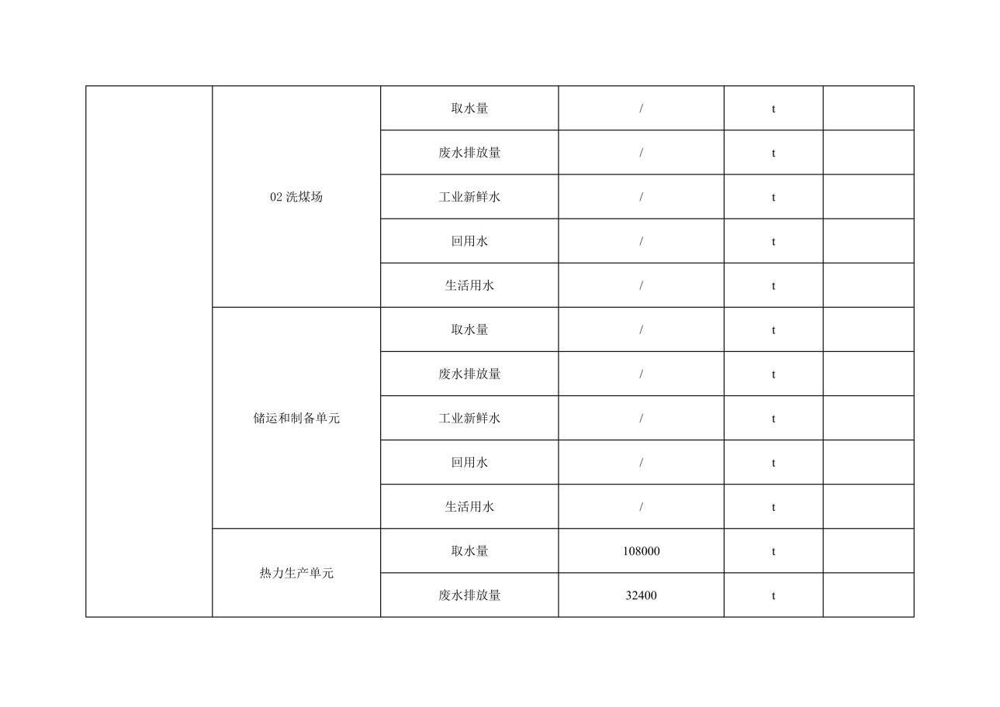 取水量 / t
废水排放量 / t
02 洗煤场 工业新鲜水 / t
回用水 / t
生活用水 / t
取水量 / t
废水排放量 / t
储运和制备单元 工业新鲜水 / t
回用水 / t
生活用水 / t
热力生产单元 取水量 108000 t
废水排放量 32400 t